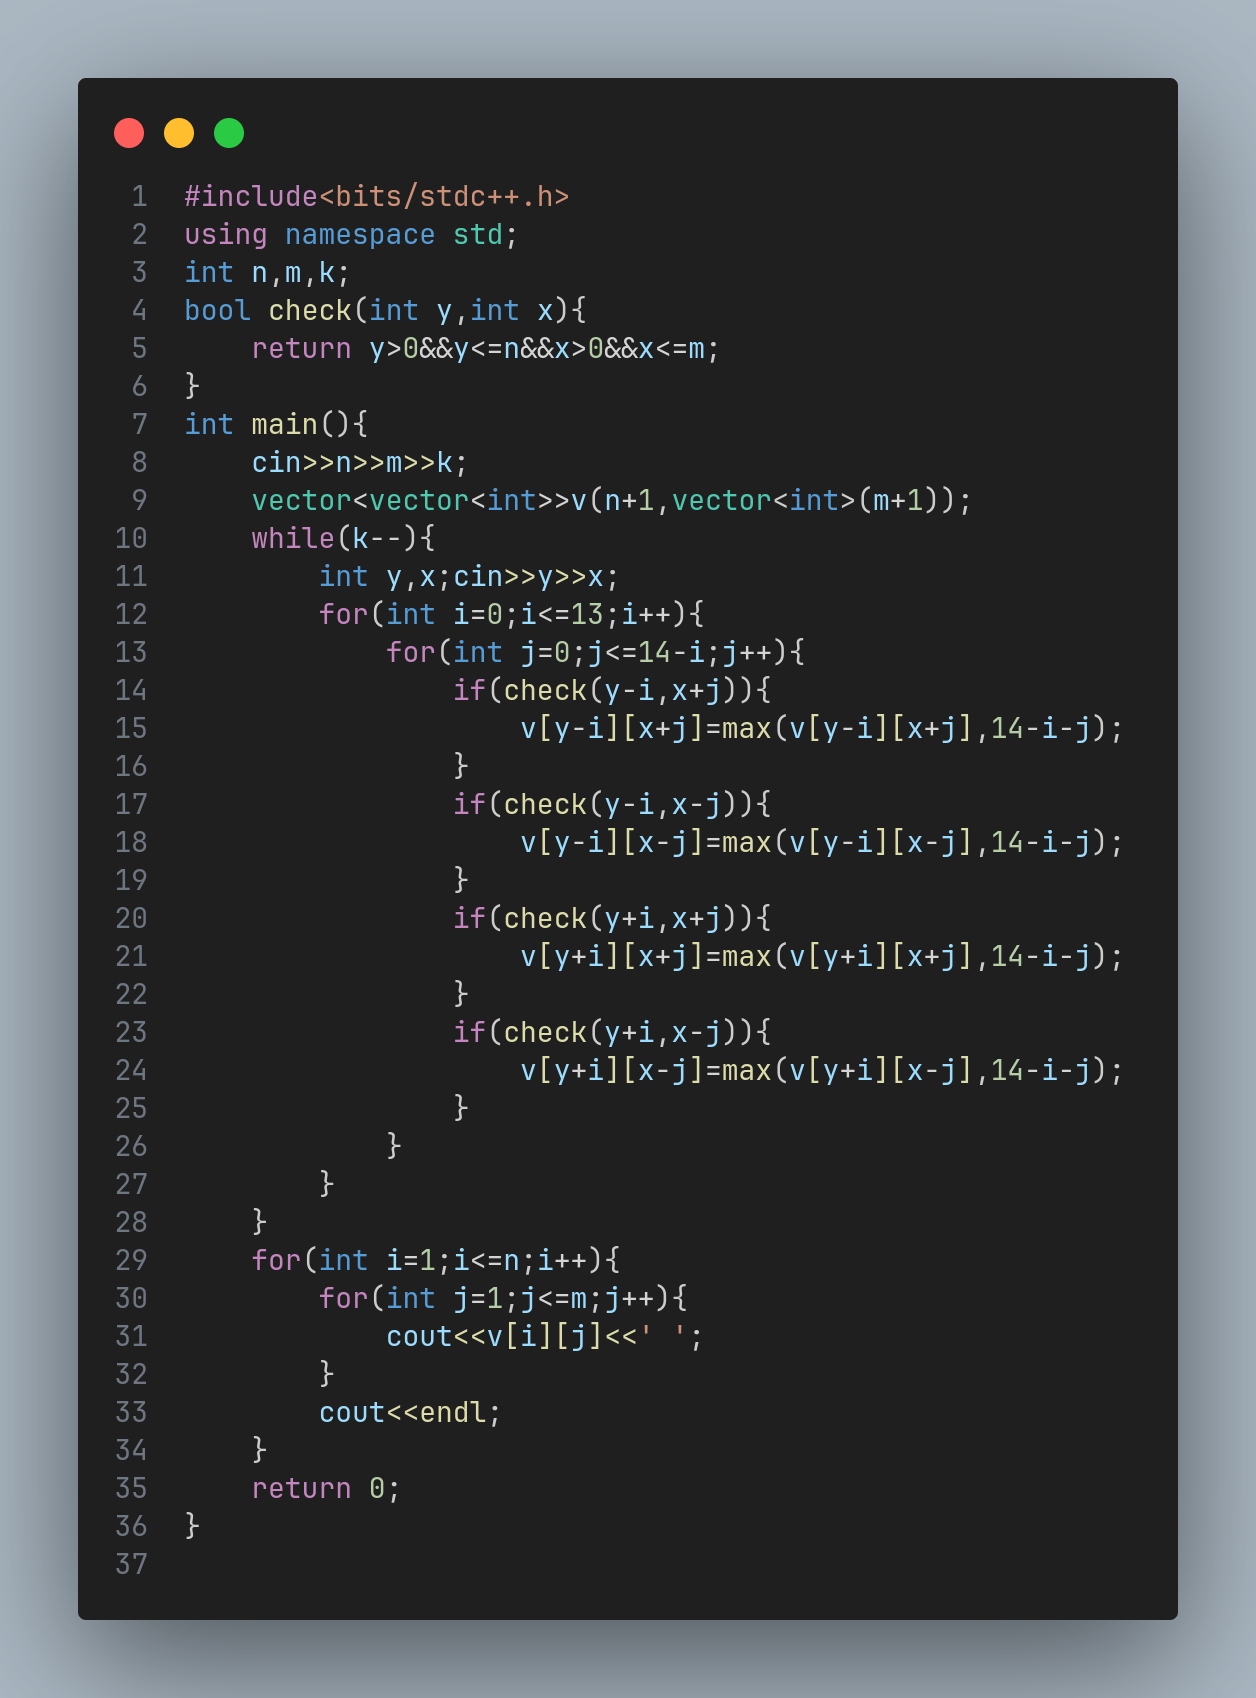 1 #include<bits/stdc++.h>
2 using namespace std;
3 int n,m,k;
4 bool check(int y,int x){
5     return y>0&&y<=n&&x>0&&x<=m;
6 }
7 int main(){
8     cin>>n>>m>>k;
9     vector<vector<int>>v(n+1,vector<int>(m+1));
10     while(k--){
11         int y,x;cin>>y>>x;
12         for(int i=0;i<=13;i++){
13             for(int j=0;j<=14-i;j++){
14                 if(check(y-i,x+j)){
15                     v[y-i][x+j]=max(v[y-i][x+j],14-i-j);
16                 }
17                 if(check(y-i,x-j)){
18                     v[y-i][x-j]=max(v[y-i][x-j],14-i-j);
19                 }
20                 if(check(y+i,x+j)){
21                     v[y+i][x+j]=max(v[y+i][x+j],14-i-j);
22                 }
23                 if(check(y+i,x-j)){
24                     v[y+i][x-j]=max(v[y+i][x-j],14-i-j);
25                 }
26             }
27         }
28     }
29     for(int i=1;i<=n;i++){
30         for(int j=1;j<=m;j++){
31             cout<<v[i][j]<<' ';
32         }
33         cout<<endl;
34     }
35     return 0;
36 }
37